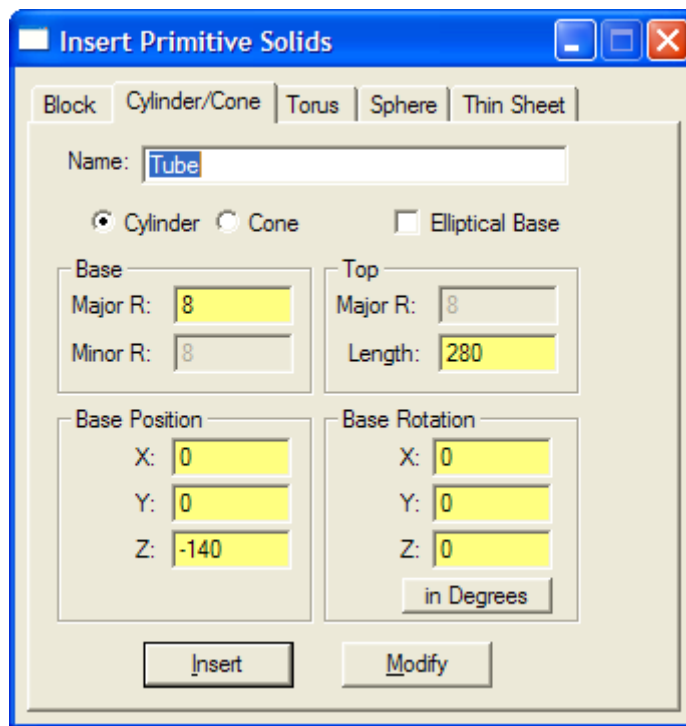 Insert Primitive Solids
Block Cylinder/Cone Torus Sphere Thin Sheet
Name: Tube
Cylinder Cone Elliptical Base
Base Top
Major R: 8 Major R: 8
Minor R: 8 Length: 280
Base Position Base Rotation
X: 0 X: 0
Y: 0 Y: 0
Z: -140 Z: 0
in Degrees
Insert Modify